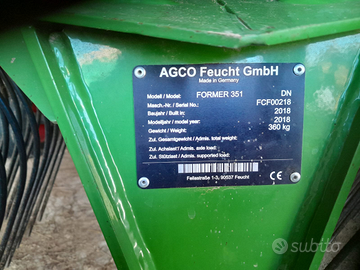 AGCO Feucht GmbH
Made in Germany
Modell / Model: FORMER 351 DN
Masch.-Nr / Serial No.: FCF00218
Baujahr / Built in: 2018
Modelljahr / model year: 2018
Gewicht / Weight: 360 kg
Zul. Gesamtgewicht / Admis. total weight:
Zul. Achslast / Admis. axle load:
Zul. Stützlast / Admis. supported load:
Fellastraße 1-3, 90537 Feucht
CE
subito